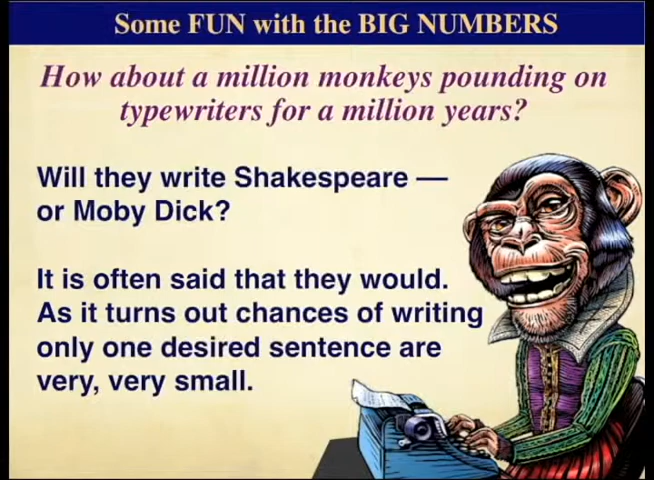 Some FUN with the BIG NUMBERS
How about a million monkeys pounding on
typewriters for a million years?
Will they write Shakespeare —
or Moby Dick?
It is often said that they would.
As it turns out chances of writing
only one desired sentence are
very, very small.